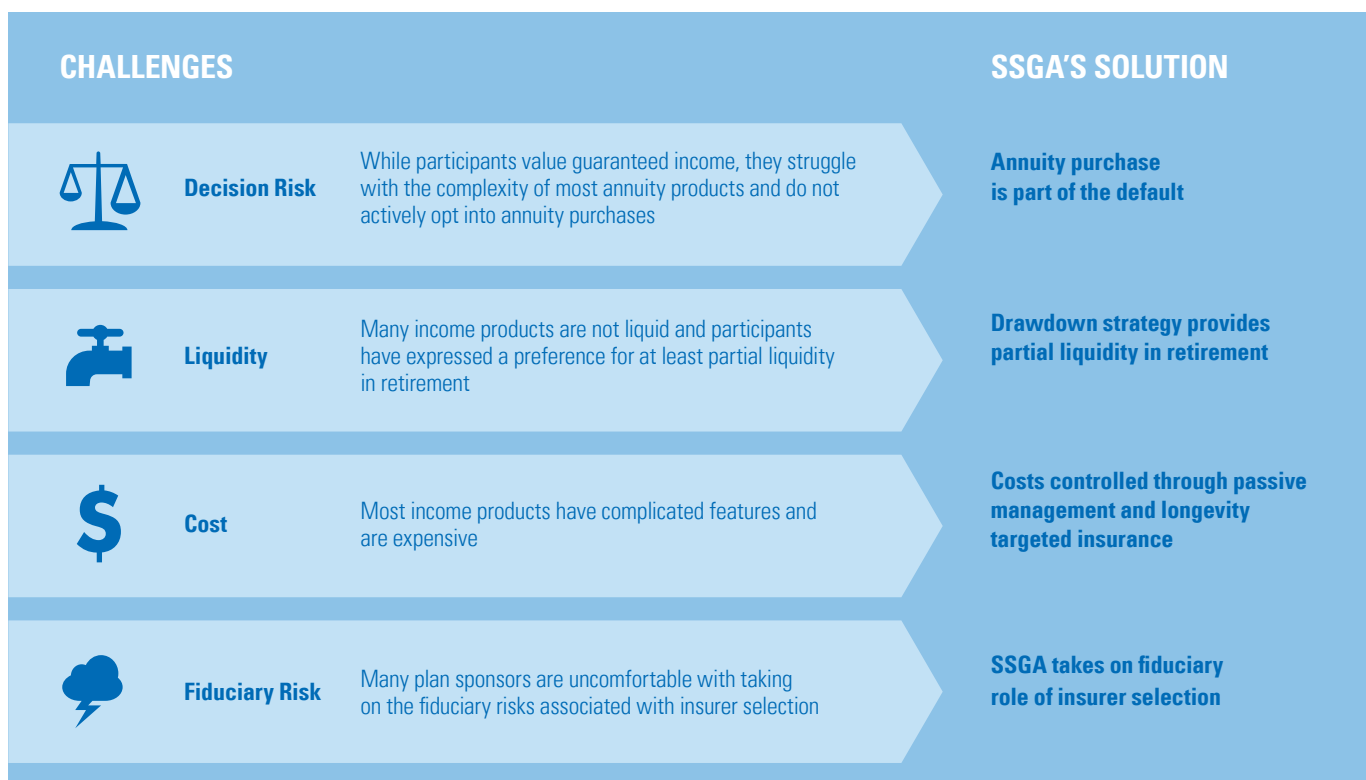 CHALLENGES
SSGA'S SOLUTION
Decision Risk
While participants value guaranteed income, they struggle
with the complexity of most annuity products and do not
actively opt into annuity purchases
Annuity purchase
is part of the default
Liquidity
Many income products are not liquid and participants
have expressed a preference for at least partial liquidity
in retirement
Drawdown strategy provides
partial liquidity in retirement
$
Cost
Most income products have complicated features and
are expensive
Costs controlled through passive
management and longevity
targeted insurance
Fiduciary Risk
Many plan sponsors are uncomfortable with taking
on the fiduciary risks associated with insurer selection
SSGA takes on fiduciary
role of insurer selection